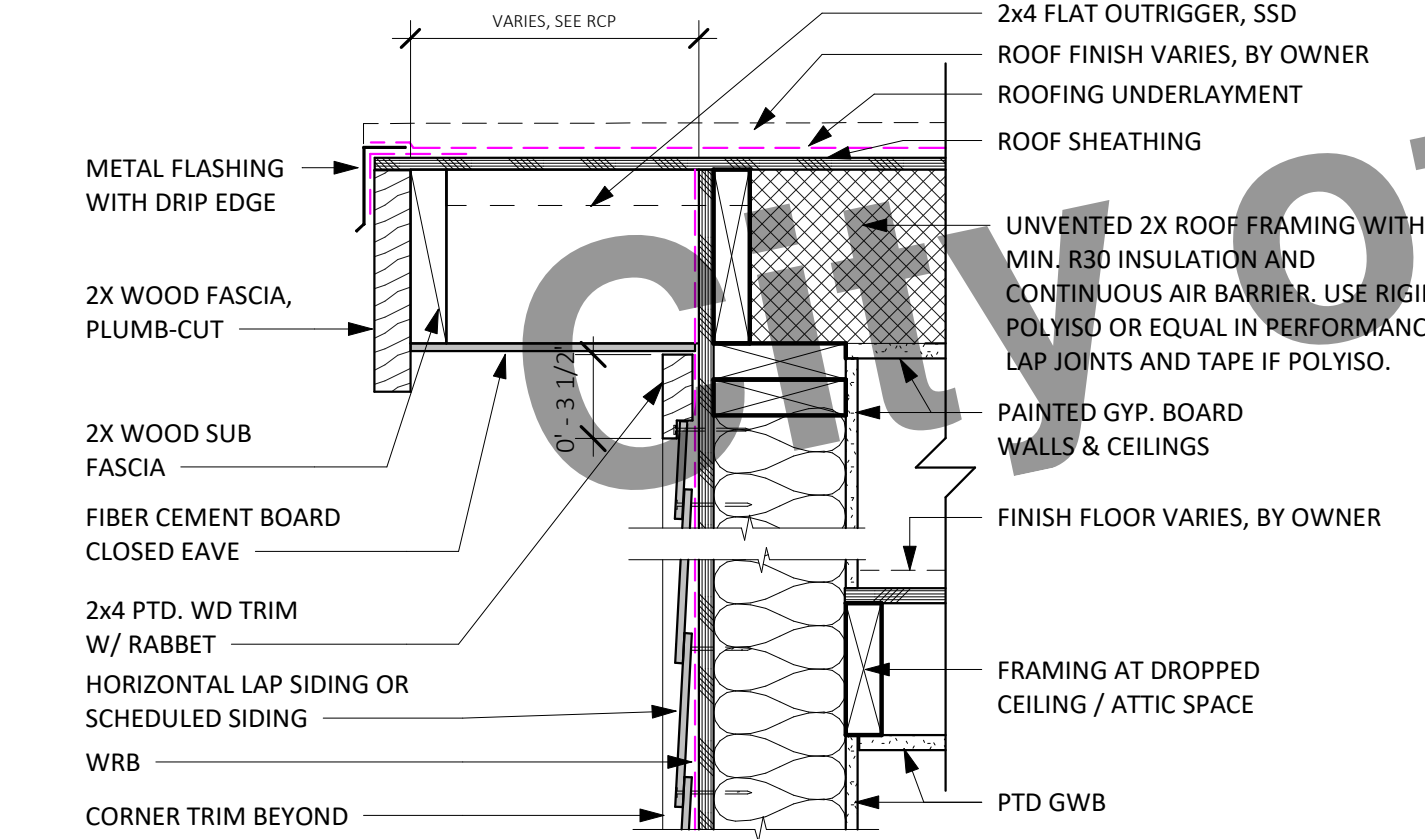 VARIES, SEE RCP
2x4 FLAT OUTRIGGER, SSD
ROOF FINISH VARIES, BY OWNER
ROOFING UNDERLAYMENT
ROOF SHEATHING
METAL FLASHING
WITH DRIP EDGE
UNVENTED 2X ROOF FRAMING WITH
MIN. R30 INSULATION AND
CONTINUOUS AIR BARRIER. USE
POLYISO OR EQUAL IN
LAP JOINTS AND TAPE IF POLYISO.
2X WOOD FASCIA,
PLUMB-CUT
0' - 3 1/2"
PAINTED GYP. BOARD
WALLS & CEILINGS
2X WOOD SUB
FASCIA
FIBER CEMENT BOARD
CLOSED EAVE
FINISH FLOOR VARIES, BY OWNER
2x4 PTD. WD TRIM
W/ RABBET
FRAMING AT DROPPED
CEILING / ATTIC SPACE
HORIZONTAL LAP SIDING OR
SCHEDULED SIDING
WRB
CORNER TRIM BEYOND
PTD GWB
City of